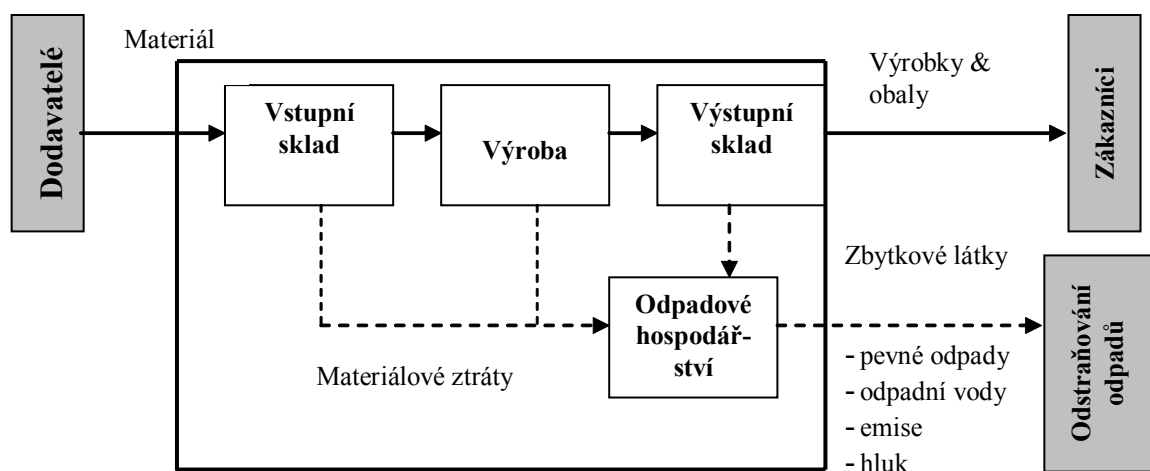 Dodavatelé
Materiál
Vstupní
sklad
Výroba
Výstupní
sklad
Výrobky &
obaly
Zákazníci
Materiálové ztráty
Odpadové
hospodář-
ství
Zbytkové látky
- pevné odpady
- odpadní vody
- emise
- hluk
Odstraňování
odpadů